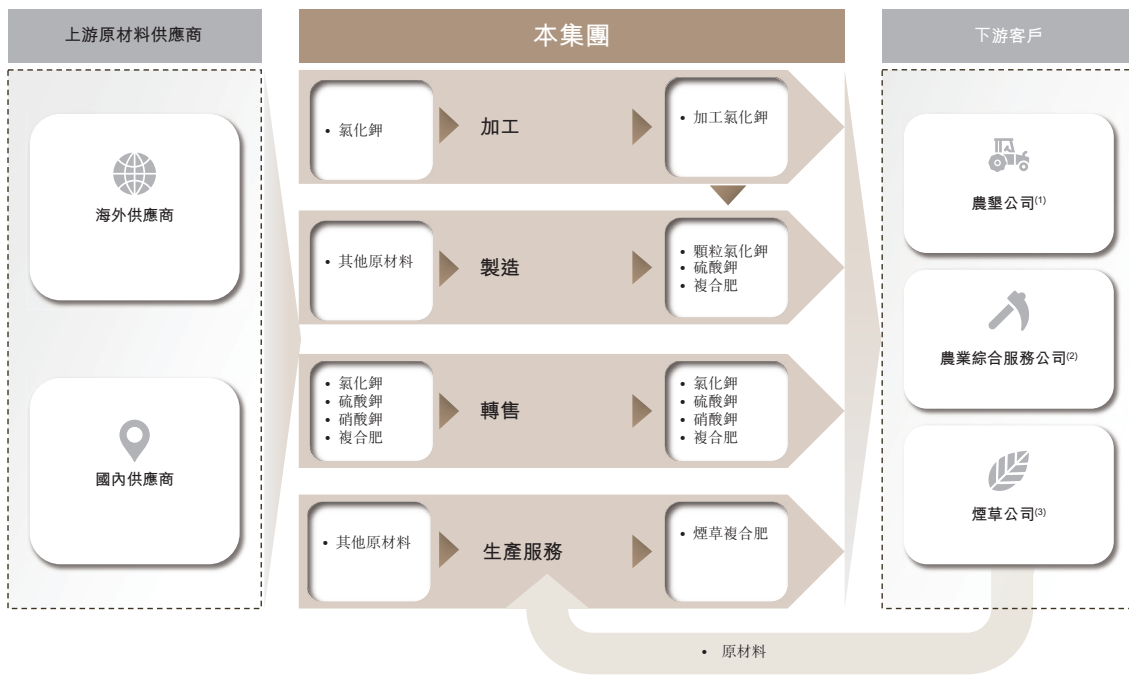 上游原材料供應商
本集團
下游客戶
海外供應商
國內供應商
• 氯化鉀
加工
• 加工氯化鉀
• 其他原材料
製造
• 顆粒氯化鉀
• 硫酸鉀
• 複合肥
• 氯化鉀
• 硫酸鉀
• 硝酸鉀
• 複合肥
轉售
• 氯化鉀
• 硫酸鉀
• 硝酸鉀
• 複合肥
• 其他原材料
生產服務
• 煙草複合肥
農墾公司(1)
農業綜合服務公司(2)
煙草公司(3)
• 原材料